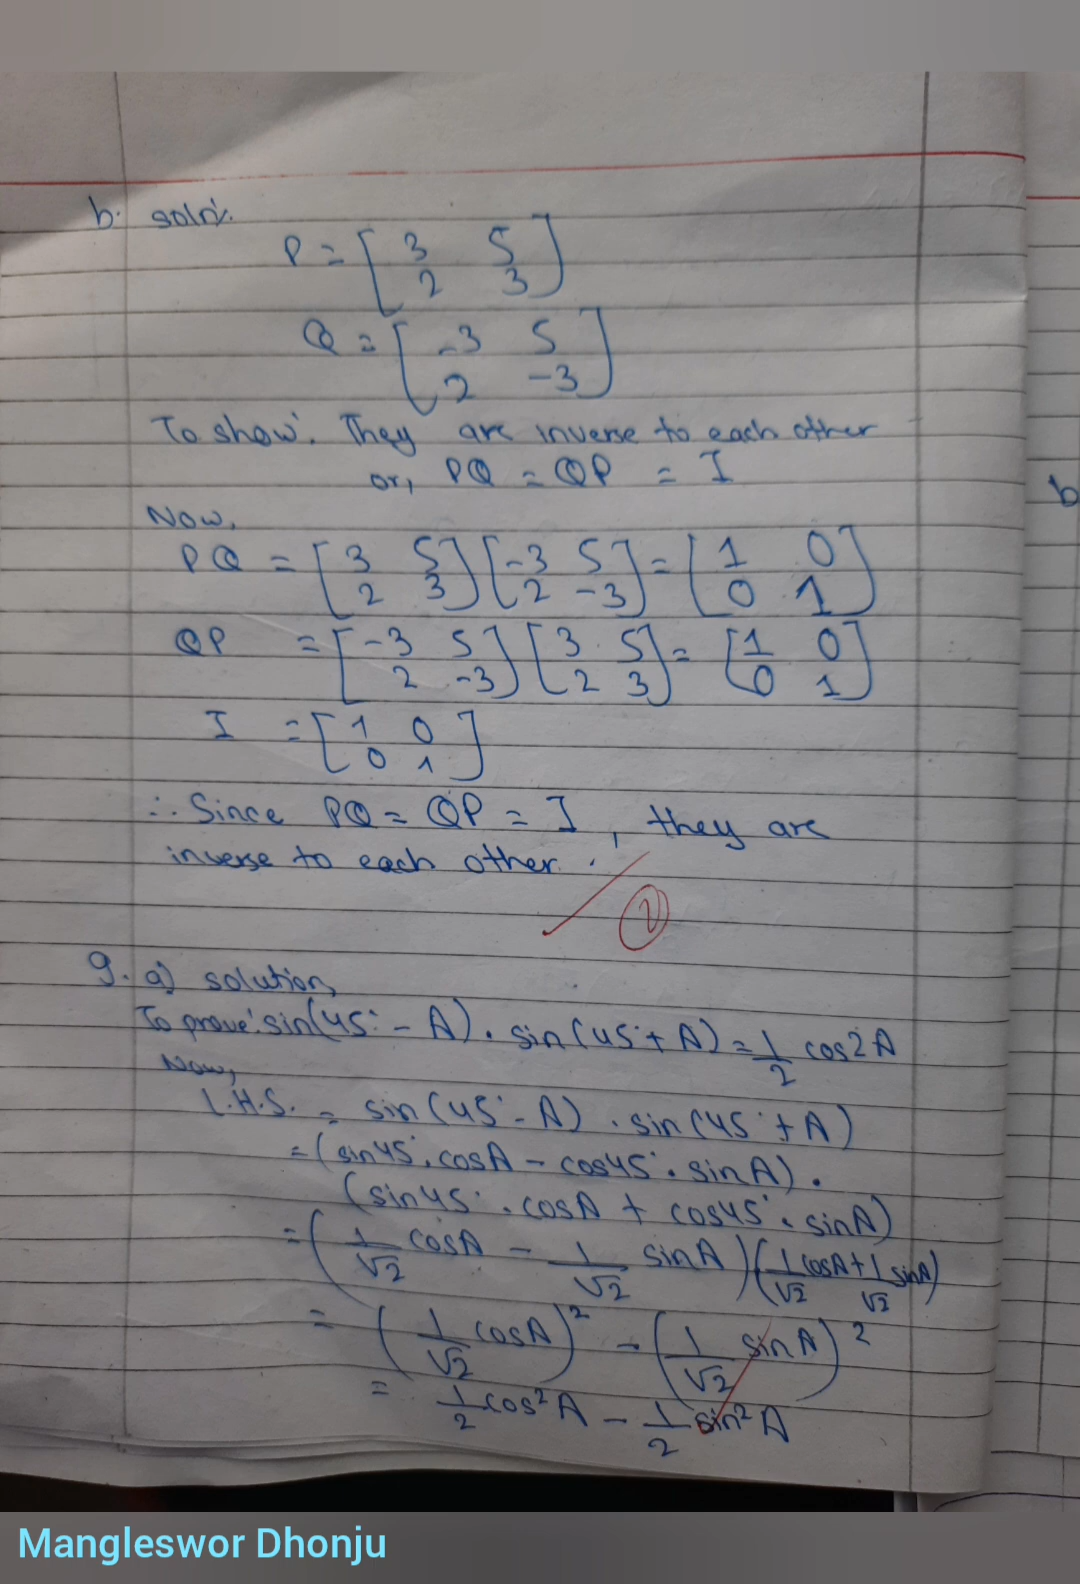 b. soln:
P = [ 3 5
2 3 ]
Q = [ -3 5
2 -3 ]
To show: They are inverse to each other
or, PQ = QP = I
Now,
PQ = [ 3 5 ] [ -3 5 ] = [ 1 0 ]
[ 2 3 ] [ 2 -3 ] [ 0 1 ]
QP = [ -3 5 ] [ 3 5 ] = [ 1 0 ]
[ 2 -3 ] [ 2 3 ] [ 0 1 ]
I = [ 1 0
0 1 ]
∴ Since PQ = QP = I, they are
inverse to each other.
2
9. a) solution,
To prove: sin(45° - A) . sin(45° + A) = 1/2 cos2A
Now,
L.H.S. = sin(45° - A) . sin(45° + A)
= (sin45° . cosA - cos45° . sinA) .
(sin45° . cosA + cos45° . sinA)
= (1/√2 cosA - 1/√2 sinA)(1/√2 cosA + 1/√2 sinA)
= (1/√2 cosA)² - (1/√2 sinA)²
= 1/2 cos²A - 1/2 sin²A
b
Mangleswor Dhonju